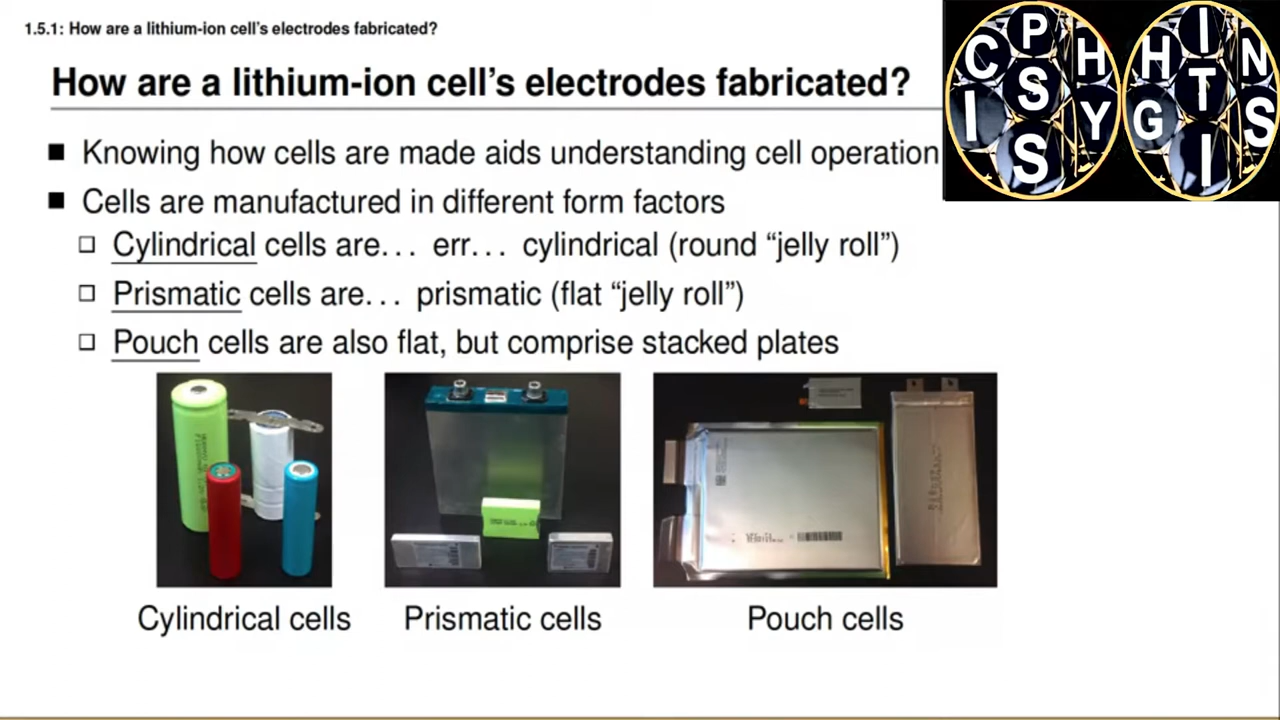 1.5.1: How are a lithium-ion cell's electrodes fabricated?
How are a lithium-ion cell's electrodes fabricated?
C P H H I N
I S Y G T S
S I
■ Knowing how cells are made aids understanding cell operation
■ Cells are manufactured in different form factors
□ Cylindrical cells are… err… cylindrical (round “jelly roll”)
□ Prismatic cells are… prismatic (flat “jelly roll”)
□ Pouch cells are also flat, but comprise stacked plates
Cylindrical cells
Prismatic cells
Pouch cells